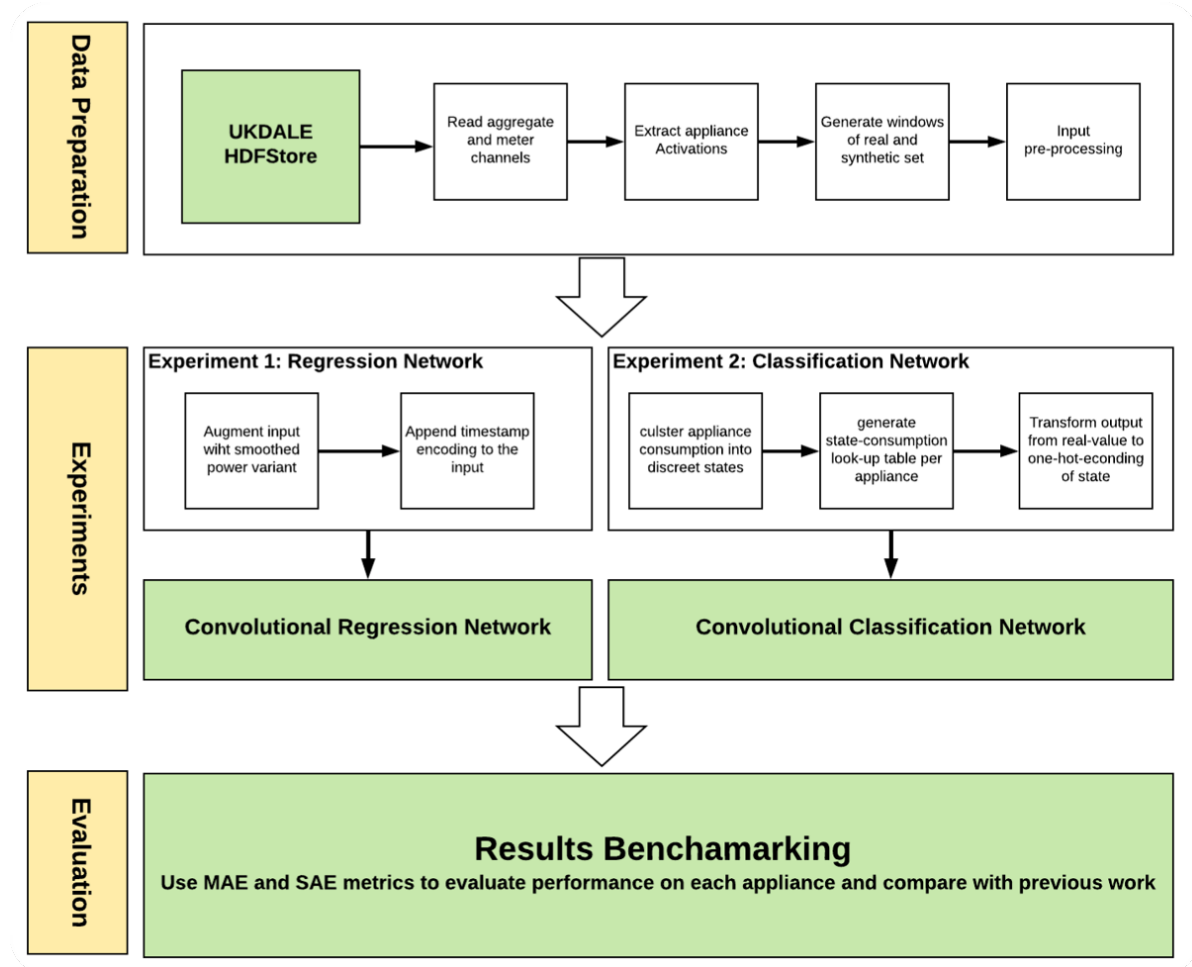 Data Preparation
UKDALE
HDFStore
Read aggregate
and meter
channels
Extract appliance
Activations
Generate windows
of real and
synthetic set
Input
pre-processing
Experiments
Experiment 1: Regression Network
Augment input
wiht smoothed
power variant
Append timestamp
encoding to the
input
Convolutional Regression Network
Experiment 2: Classification Network
culster appliance
consumption into
discreet states
generate
state-consumption
look-up table per
appliance
Transform output
from real-value to
one-hot-econding
of state
Convolutional Classification Network
Evaluation
Results Benchamarking
Use MAE and SAE metrics to evaluate performance on each appliance and compare with previous work